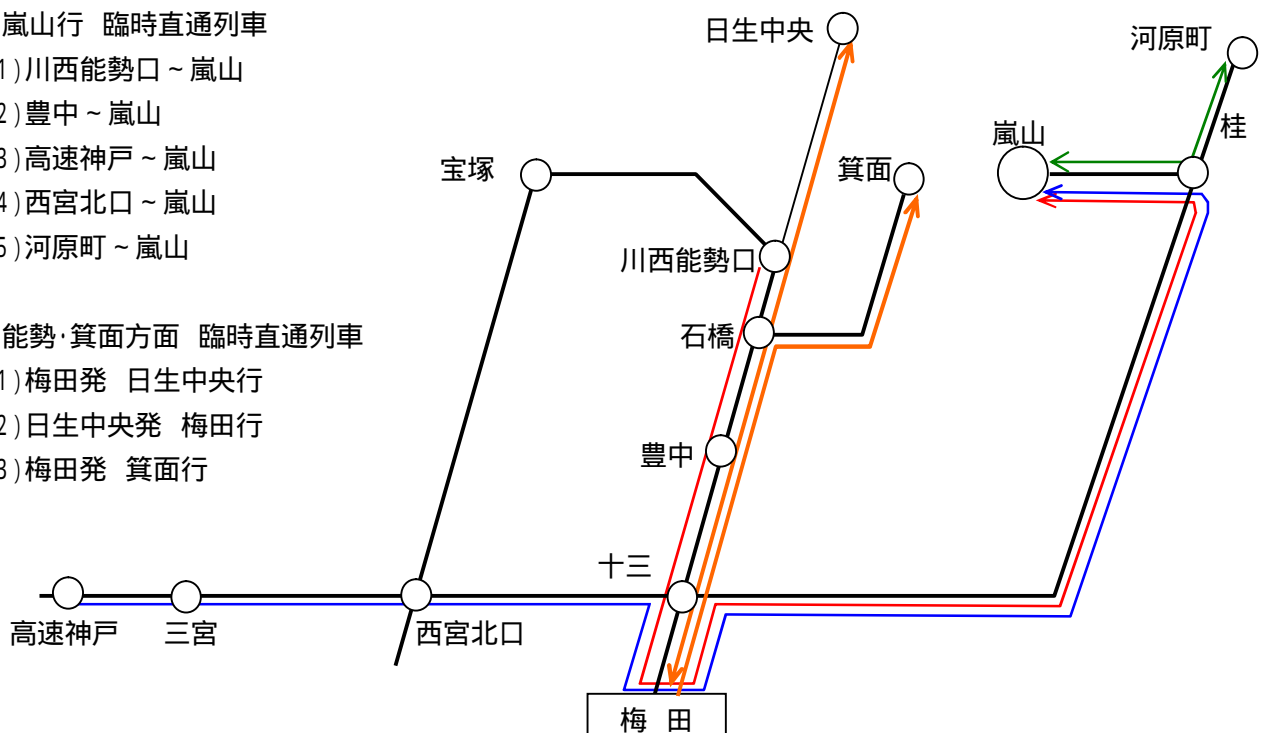 嵐山行 臨時直通列車
1)川西能勢口~嵐山
2)豊中~嵐山
3)高速神戸~嵐山
4)西宮北口~嵐山
5)河原町~嵐山
能勢･箕面方面 臨時直通列車
1)梅田発 日生中央行
2)日生中央発 梅田行
3)梅田発 箕面行
日生中央
河原町
嵐山
桂
宝塚
箕面
川西能勢口
石橋
豊中
十三
高速神戸
三宮
西宮北口
梅 田